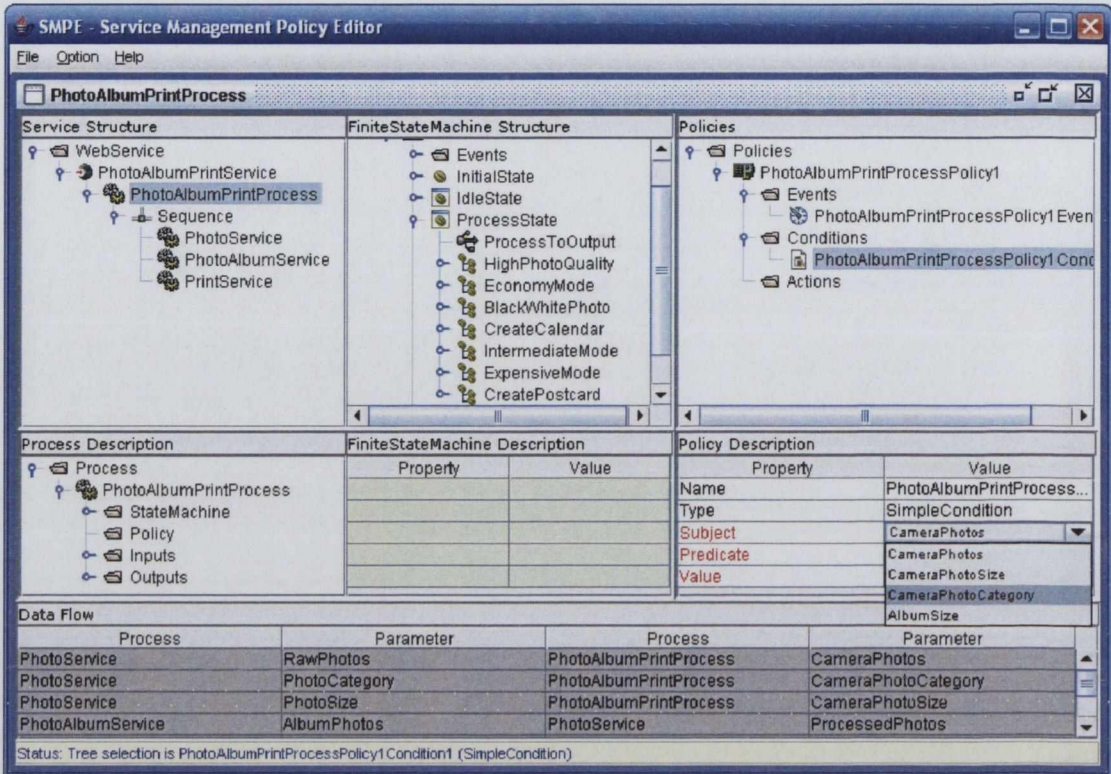 SMPE - Service Management Policy Editor
File Option Help
PhotoAlbumPrintProcess
Service Structure
WebService
PhotoAlbumPrintService
PhotoAlbumPrintProcess
Sequence
PhotoService
PhotoAlbumService
PrintService
FiniteStateMachine Structure
Events
InitialState
IdleState
ProcessState
ProcessToOutput
HighPhotoQuality
EconomyMode
BlackWhitePhoto
CreateCalendar
IntermediateMode
ExpensiveMode
CreatePostcard
Policies
Policies
PhotoAlbumPrintProcessPolicy1
Events
PhotoAlbumPrintProcessPolicy1Even
Conditions
PhotoAlbumPrintProcessPolicy1Cond
Actions
Process Description
Process
PhotoAlbumPrintProcess
StateMachine
Policy
Inputs
Outputs
FiniteStateMachine Description
Property Value
Policy Description
Property Value
Name PhotoAlbumPrintProcess...
Type SimpleCondition
Subject CameraPhotos
Predicate
Value
CameraPhotos
CameraPhotoSize
CameraPhotoCategory
AlbumSize
Data Flow
Process Parameter Process Parameter
PhotoService RawPhotos PhotoAlbumPrintProcess CameraPhotos
PhotoService PhotoCategory PhotoAlbumPrintProcess CameraPhotoCategory
PhotoService PhotoSize PhotoAlbumPrintProcess CameraPhotoSize
PhotoAlbumService AlbumPhotos PhotoService ProcessedPhotos
Status: Tree selection is PhotoAlbumPrintProcessPolicy1Condition1 (SimpleCondition)